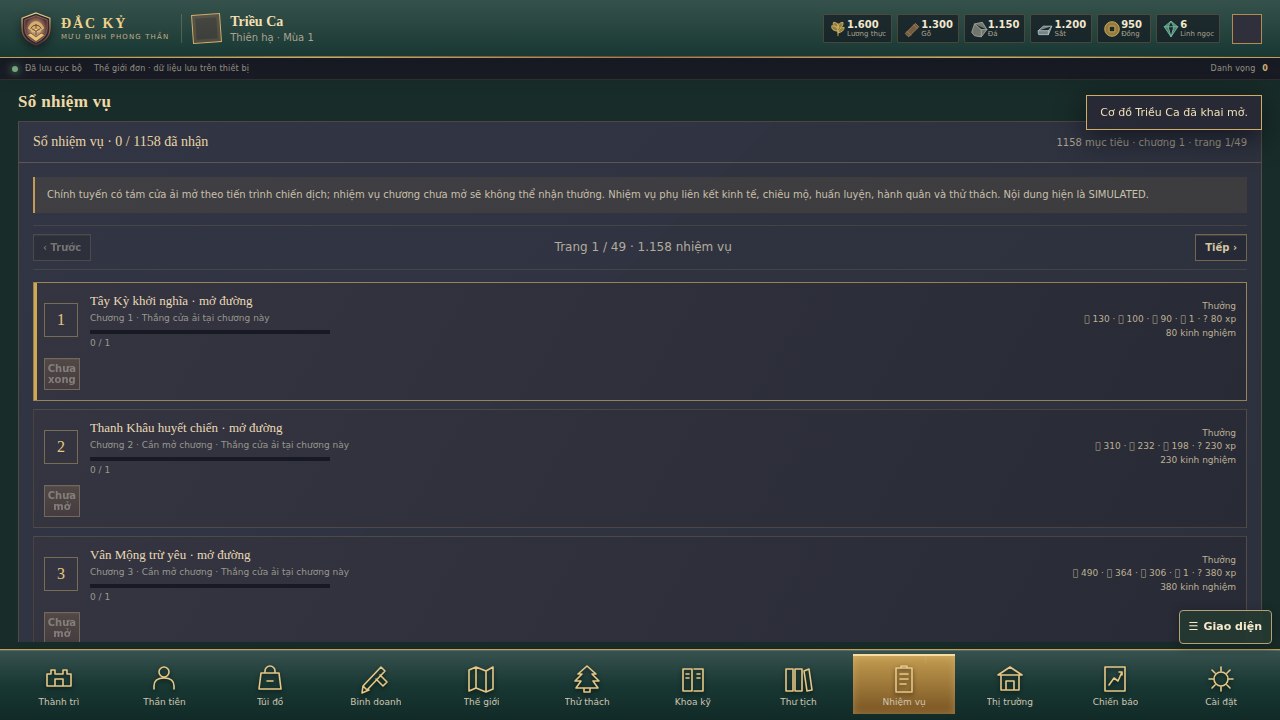 ĐẮC KỶ
MƯU ĐỊNH PHONG THẦN
Triều Ca
Thiên hạ · Mùa 1
1.600
Lương thực
1.300
Gỗ
1.150
Đá
1.200
Sắt
950
Đồng
6
Linh ngọc
Đã lưu cục bộ
Thế giới đơn · dữ liệu lưu trên thiết bị
Danh vọng 0
Sổ nhiệm vụ
Cơ đồ Triều Ca đã khai mở.
Sổ nhiệm vụ · 0 / 1158 đã nhận
1158 mục tiêu · chương 1 · trang 1/49
Chính tuyến có tám cửa ải mở theo tiến trình chiến dịch; nhiệm vụ chương chưa mở sẽ không thể nhận thưởng. Nhiệm vụ phụ liên kết kinh tế, chiêu mộ, huấn luyện, hành quân và thử thách. Nội dung hiện là SIMULATED.
‹ Trước
Trang 1 / 49 · 1.158 nhiệm vụ
Tiếp ›
1
Tây Kỳ khởi nghĩa · mở đường
Chương 1 · Thắng cửa ải tại chương này
0 / 1
Thưởng
130 · 100 · 90 · 1 · ? 80 xp
80 kinh nghiệm
Chưa
xong
2
Thanh Khâu huyết chiến · mở đường
Chương 2 · Cần mở chương · Thắng cửa ải tại chương này
0 / 1
Thưởng
310 · 232 · 198 · ? 230 xp
230 kinh nghiệm
Chưa
mở
3
Vân Mộng trừ yêu · mở đường
Chương 3 · Cần mở chương · Thắng cửa ải tại chương này
0 / 1
Thưởng
490 · 364 · 306 · 1 · ? 380 xp
380 kinh nghiệm
Chưa
mở
☰ Giao diện
Thành trì
Thần tiên
Túi đồ
Binh doanh
Thế giới
Thử thách
Khoa kỹ
Thư tịch
Nhiệm vụ
Thị trường
Chiến báo
Cài đặt